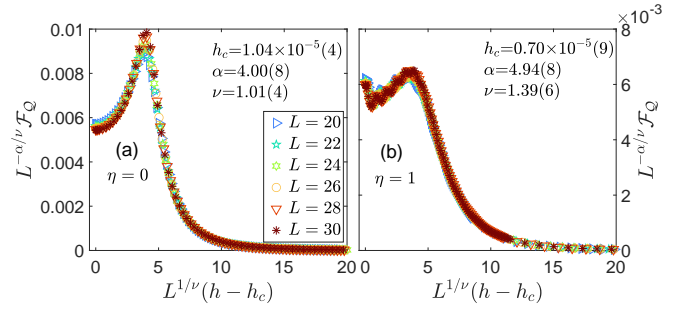 ×10⁻³
0.01
0.008
0.006
0.004
0.002
0
h_c=1.04×10⁻⁵(4)
α=4.00(8)
ν=1.01(4)
(a)
η = 0
L = 20
L = 22
L = 24
L = 26
L = 28
L = 30
0 5 10 15 20
L^{1/ν}(h − h_c)
L^{−α/ν}F_Q
h_c=0.70×10⁻⁵(9)
α=4.94(8)
ν=1.39(6)
(b)
η = 1
8
6
4
2
0
0 5 10 15 20
L^{1/ν}(h − h_c)
L^{−α/ν}F_Q